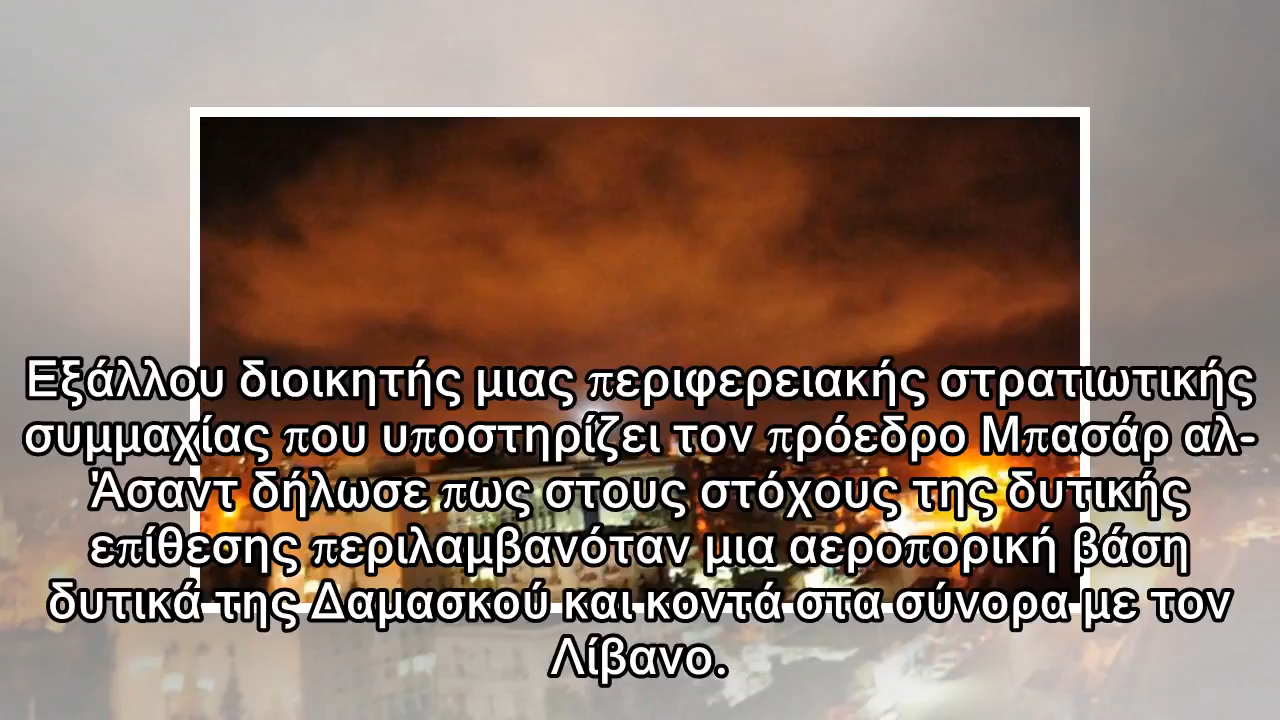 Εξάλλου διοικητής μιας περιφερειακής στρατιωτικής
συμμαχίας που υποστηρίζει τον πρόεδρο Μπασάρ αλ-
Άσαντ δήλωσε πως στους στόχους της δυτικής
επίθεσης περιλαμβανόταν μια αεροπορική βάση
δυτικά της Δαμασκού και κοντά στα σύνορα με τον
Λίβανο.